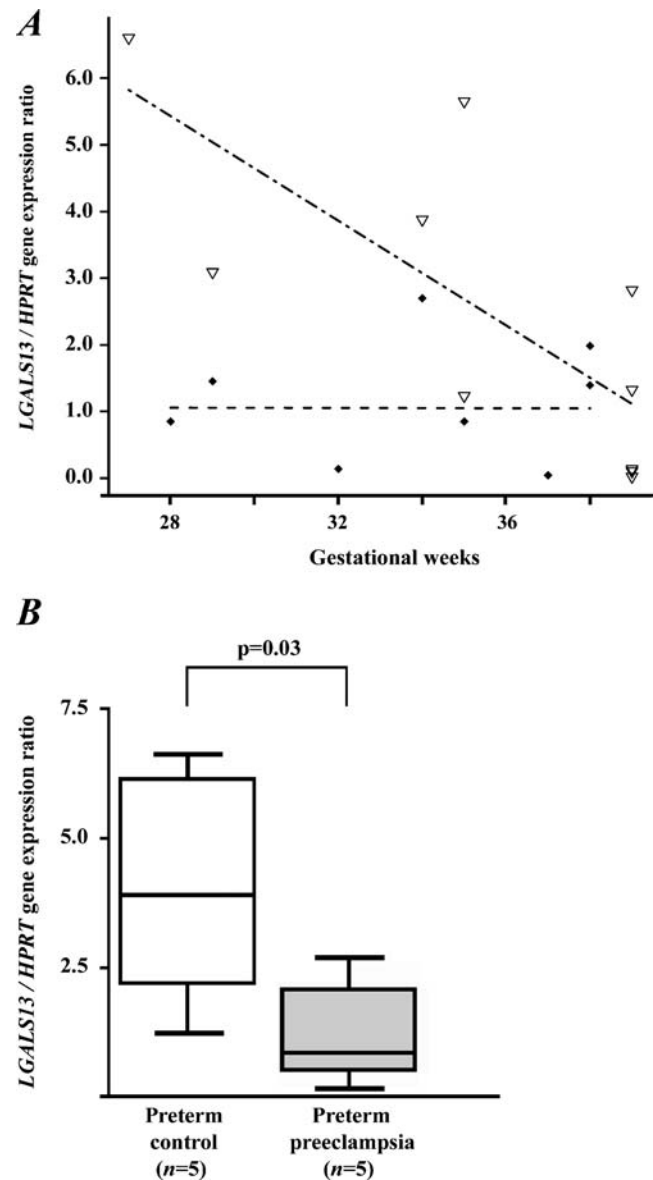 A
LGALS13 / HPRT gene expression ratio
6.0
5.0
4.0
3.0
2.0
1.0
0.0
28
32
36
Gestational weeks
B
p=0.03
LGALS13 / HPRT gene expression ratio
7.5
5.0
2.5
Preterm
control
(n=5)
Preterm
preeclampsia
(n=5)